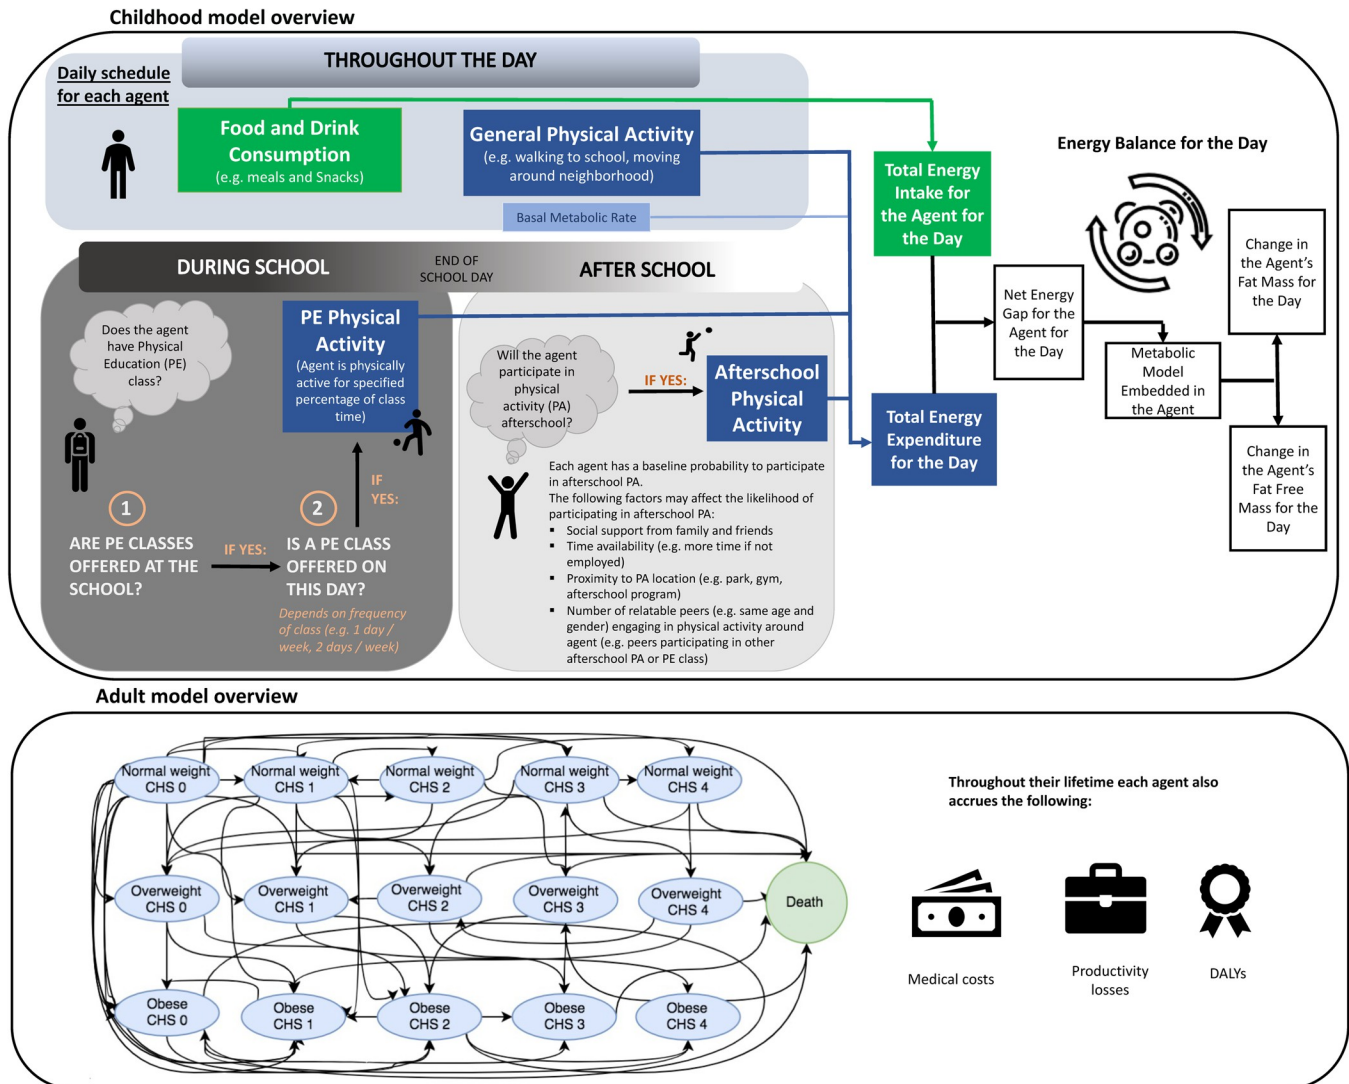 Childhood model overview
THROUGHOUT THE DAY
Daily schedule
for each agent
Food and Drink
Consumption
(e.g. meals and Snacks)
General Physical Activity
(e.g. walking to school, moving
around neighborhood)
Basal Metabolic Rate
Total Energy
Intake for
the Agent for
the Day
Energy Balance for the Day
DURING SCHOOL
END OF
SCHOOL DAY
AFTER SCHOOL
Does the agent
have Physical
Education (PE)
class?
PE Physical
Activity
(Agent is physically
active for specified
percentage of class
time)
1
ARE PE CLASSES
OFFERED AT THE
SCHOOL?
IF YES:
2
IS A PE CLASS
OFFERED ON
THIS DAY?
Depends on frequency
of class (e.g. 1 day /
week, 2 days / week)
IF
YES:
Will the agent
participate in
physical
activity (PA)
afterschool?
IF YES:
Afterschool
Physical
Activity
Each agent has a baseline probability to participate
in afterschool PA.
The following factors may affect the likelihood of
participating in afterschool PA:
▪ Social support from family and friends
▪ Time availability (e.g. more time if not
employed)
▪ Proximity to PA location (e.g. park, gym,
afterschool program)
▪ Number of relatable peers (e.g. same age and
gender) engaging in physical activity around
agent (e.g. peers participating in other
afterschool PA or PE class)
Total Energy
Expenditure
for the Day
Net Energy
Gap for the
Agent for
the Day
Metabolic
Model
Embedded in
the Agent
Change in
the Agent's
Fat Mass for
the Day
Change in
the Agent's
Fat Free
Mass for the
Day
Adult model overview
Normal weight
CHS 0
Normal weight
CHS 1
Normal weight
CHS 2
Normal weight
CHS 3
Normal weight
CHS 4
Overweight
CHS 0
Overweight
CHS 1
Overweight
CHS 2
Overweight
CHS 3
Overweight
CHS 4
Death
Obese
CHS 0
Obese
CHS 1
Obese
CHS 2
Obese
CHS 3
Obese
CHS 4
Throughout their lifetime each agent also
accrues the following:
Medical costs
Productivity
losses
DALYs